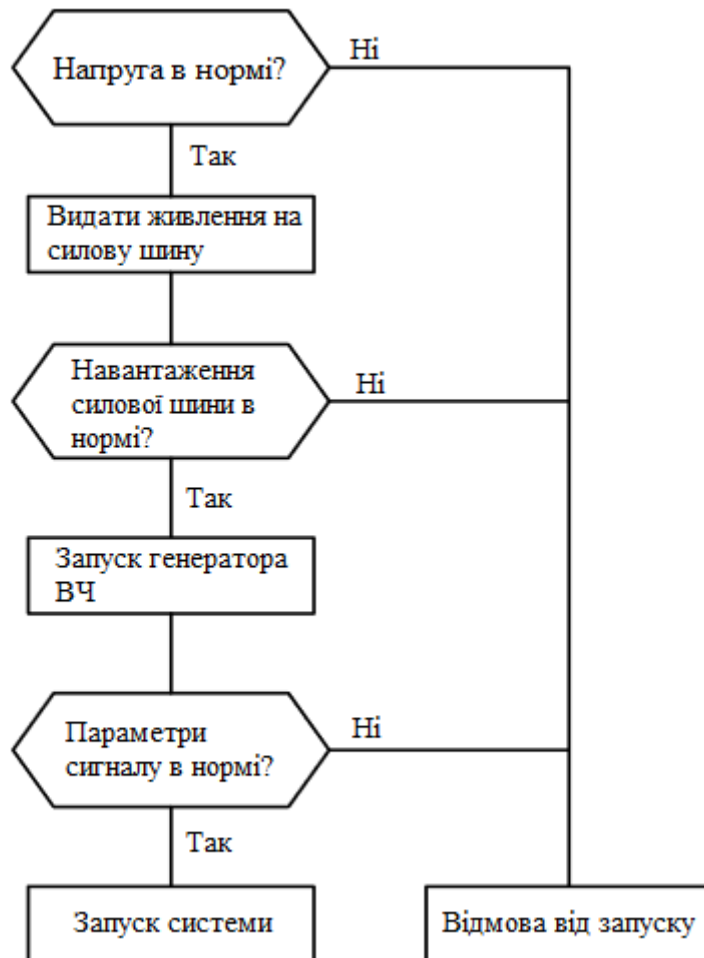 Напруга в нормі?
Ні
Так
Видати живлення на
силову шину
Навантаження
силової шини в
нормі?
Ні
Так
Запуск генератора
ВЧ
Параметри
сигналу в нормі?
Ні
Так
Запуск системи
Відмова від запуску